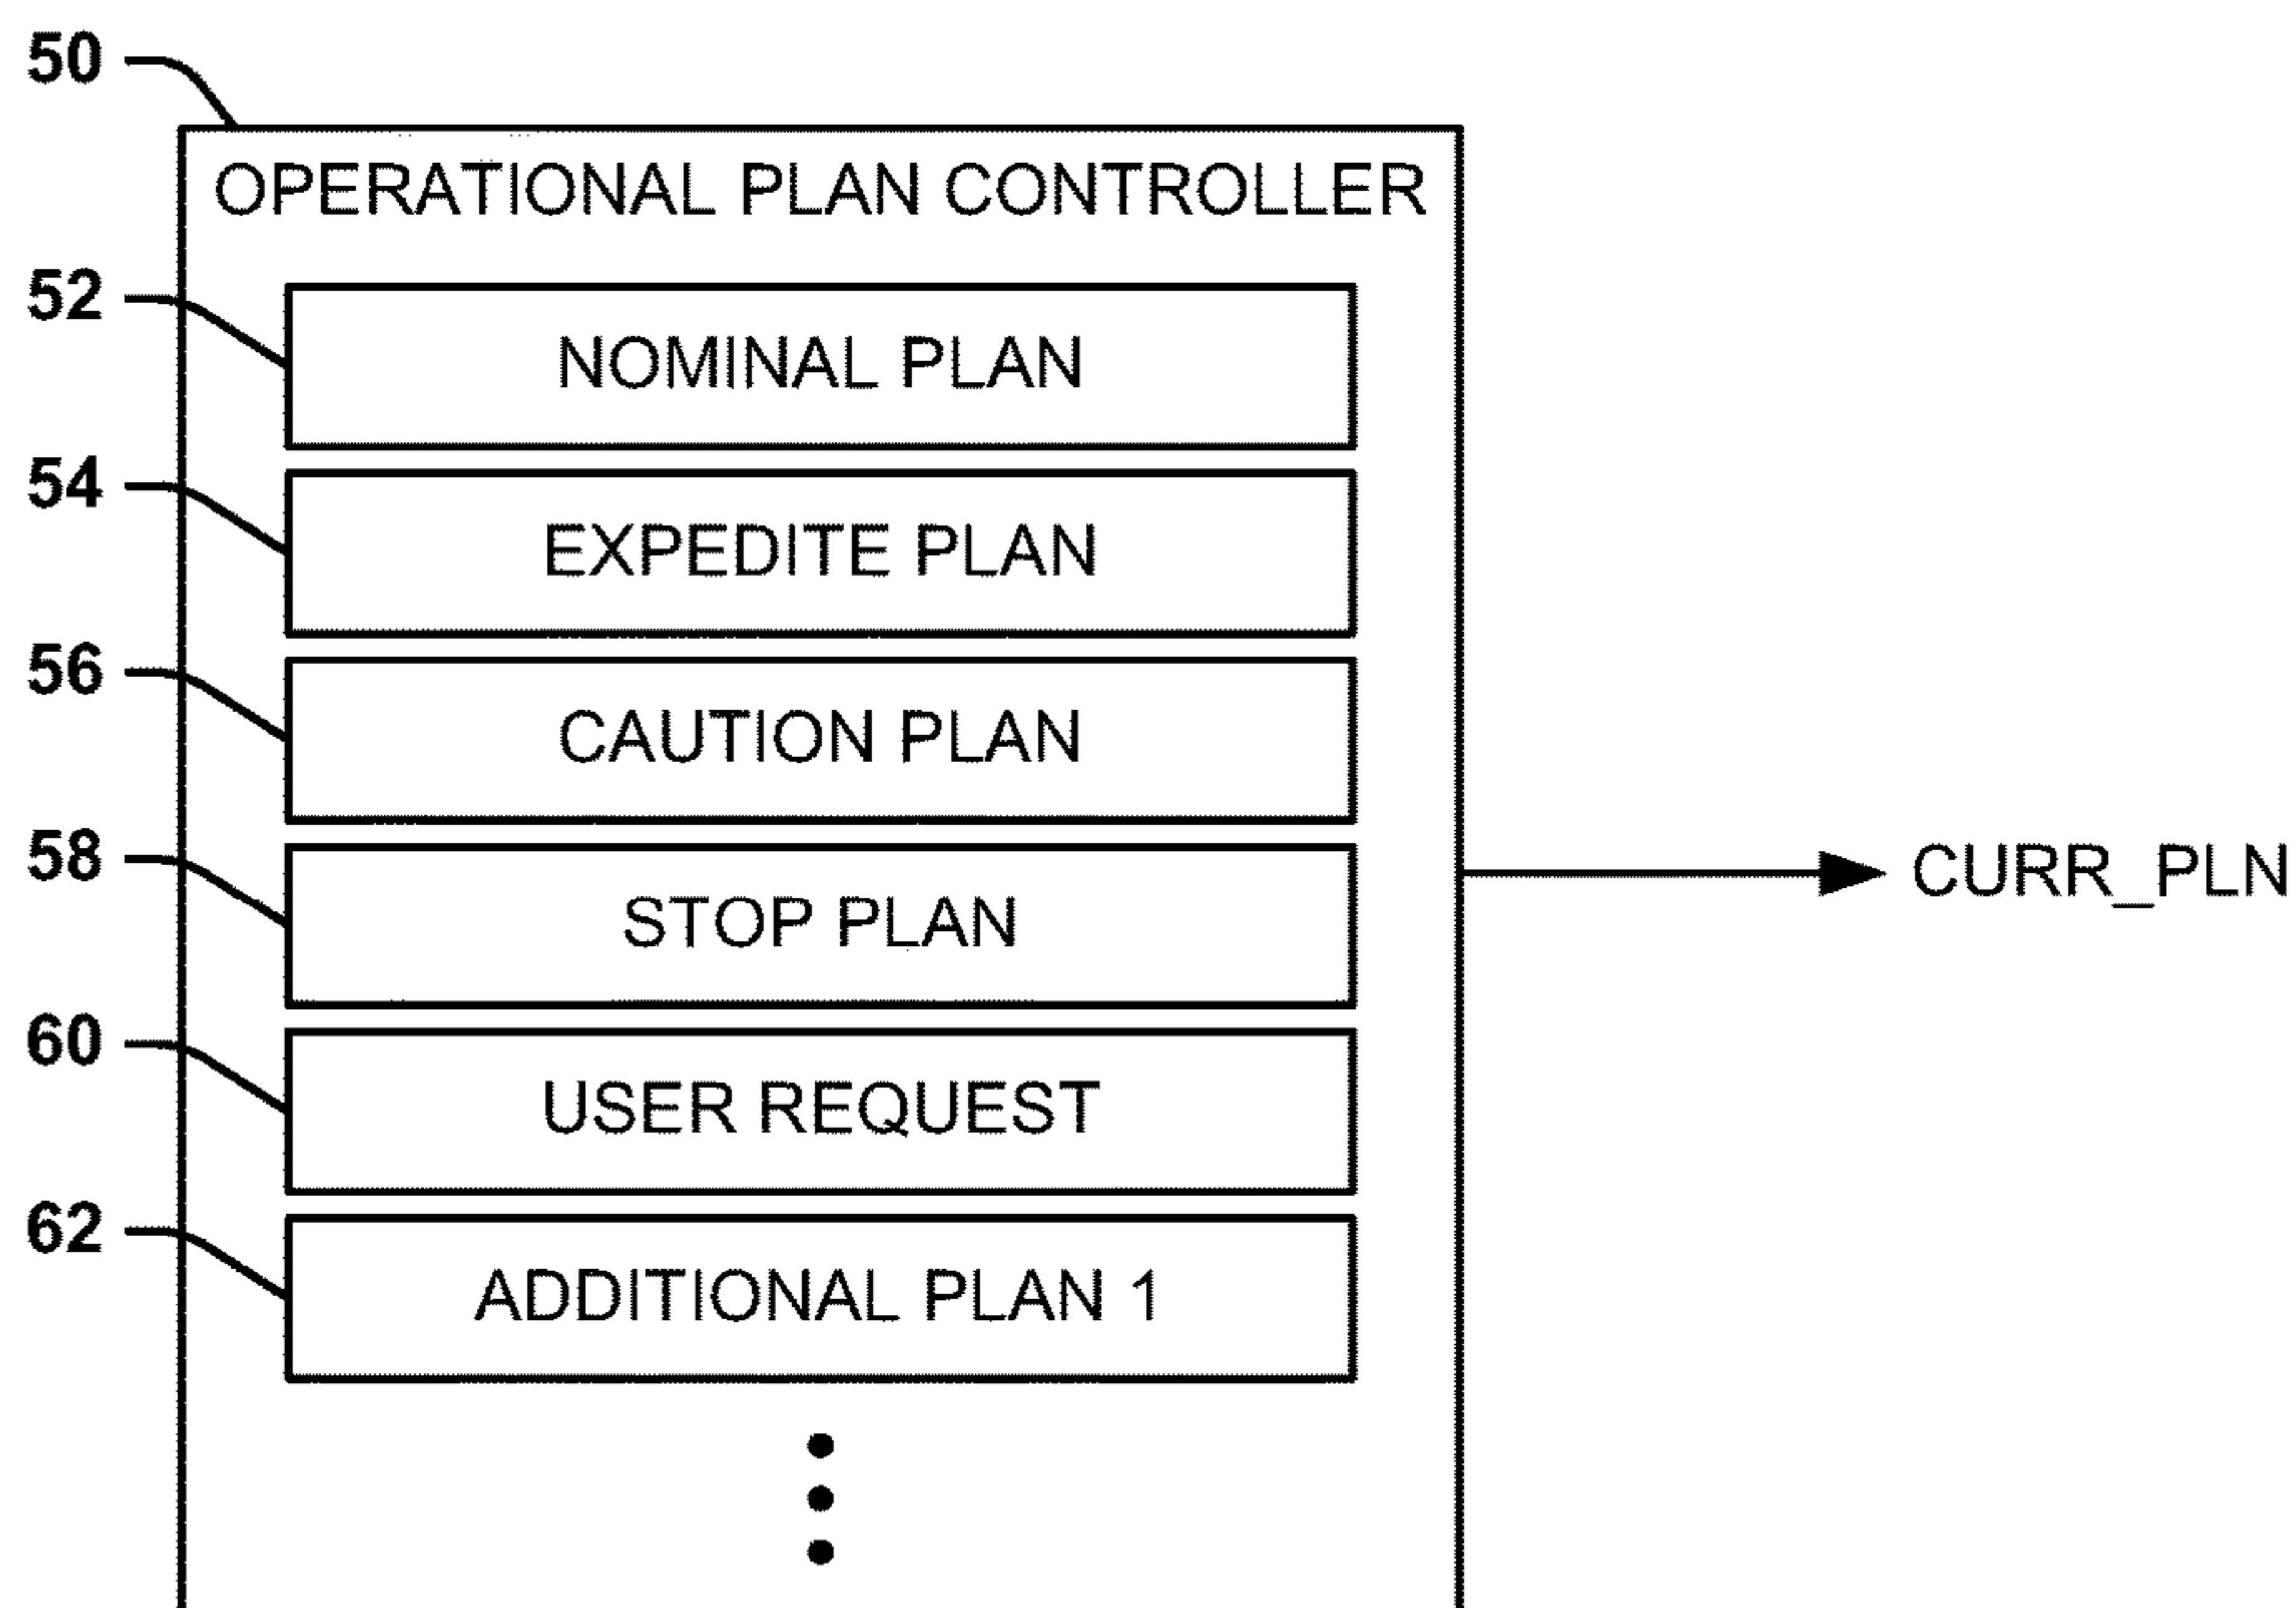 50
OPERATIONAL PLAN CONTROLLER
52
NOMINAL PLAN
54
EXPEDITE PLAN
56
CAUTION PLAN
58
STOP PLAN
CURR_PLN
60
USER REQUEST
62
ADDITIONAL PLAN 1